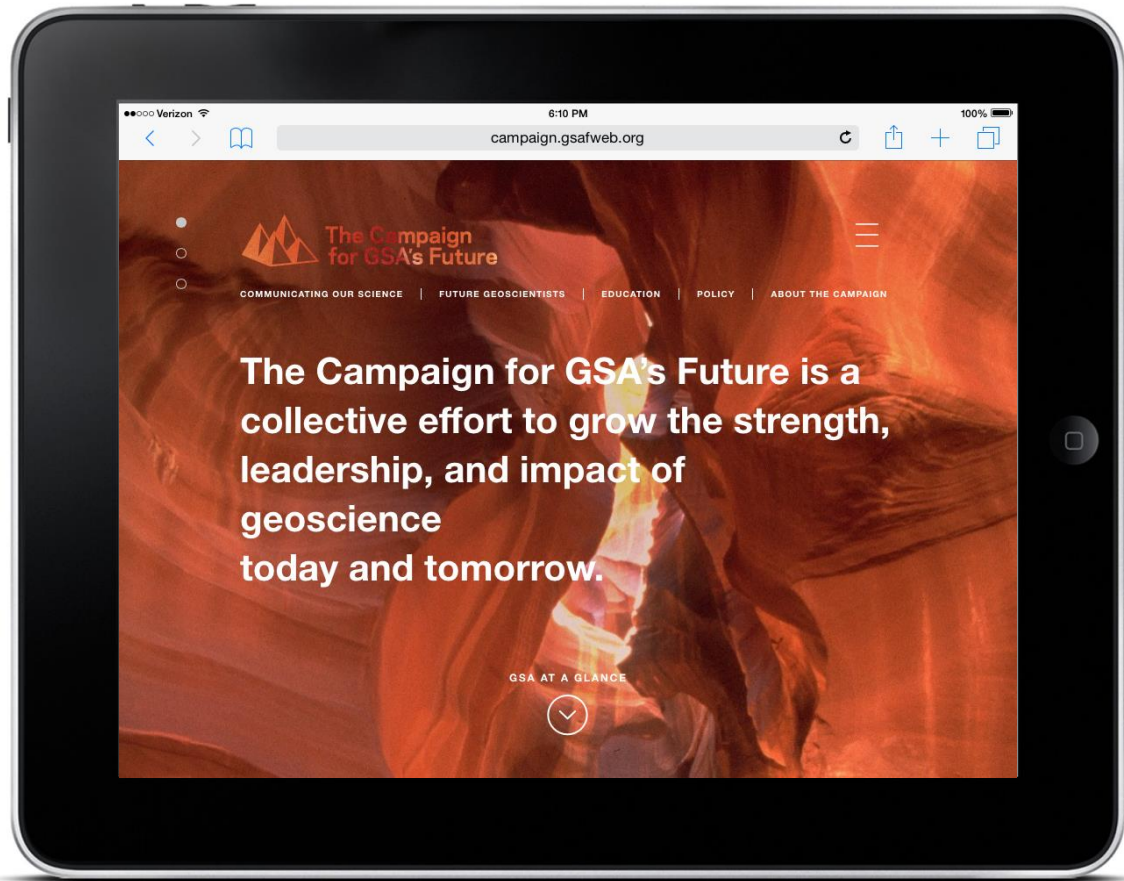 Verizon 6:10 PM 100%
campaign.gsafweb.org
The Campaign
for GSA's Future
COMMUNICATING OUR SCIENCE | FUTURE GEOSCIENTISTS | EDUCATION | POLICY | ABOUT THE CAMPAIGN
The Campaign for GSA's Future is a
collective effort to grow the strength,
leadership, and impact of
geoscience
today and tomorrow.
GSA AT A GLANCE